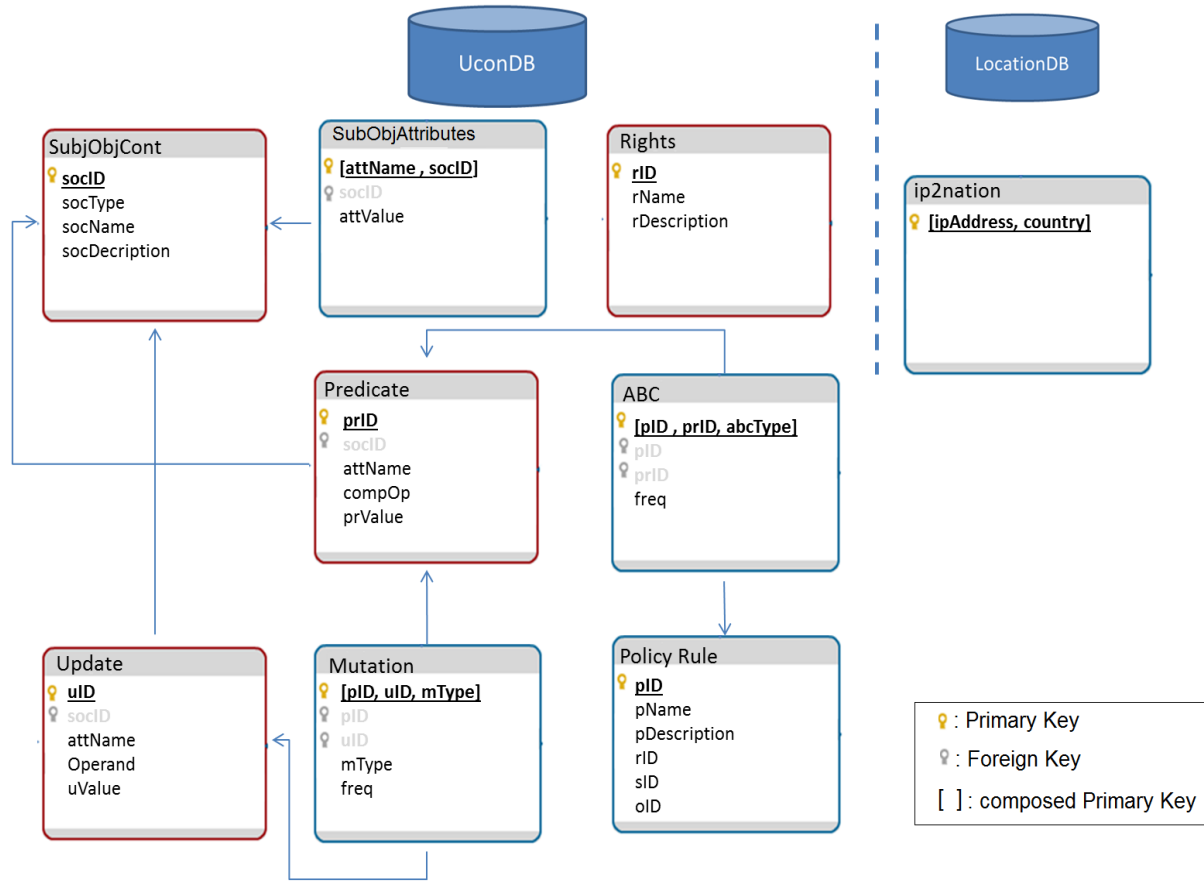 UconDB
LocationDB
SubjObjCont
socID
socType
socName
socDecription
SubObjAttributes
[attName , socID]
socID
attValue
Rights
rID
rName
rDescription
ip2nation
[ipAddress, country]
Predicate
prID
socID
attName
compOp
prValue
ABC
[pID , prID, abcType]
pID
prID
freq
Update
uID
socID
attName
Operand
uValue
Mutation
[pID, uID, mType]
pID
uID
mType
freq
Policy Rule
pID
pName
pDescription
rID
sID
oID
: Primary Key
: Foreign Key
[ ] : composed Primary Key